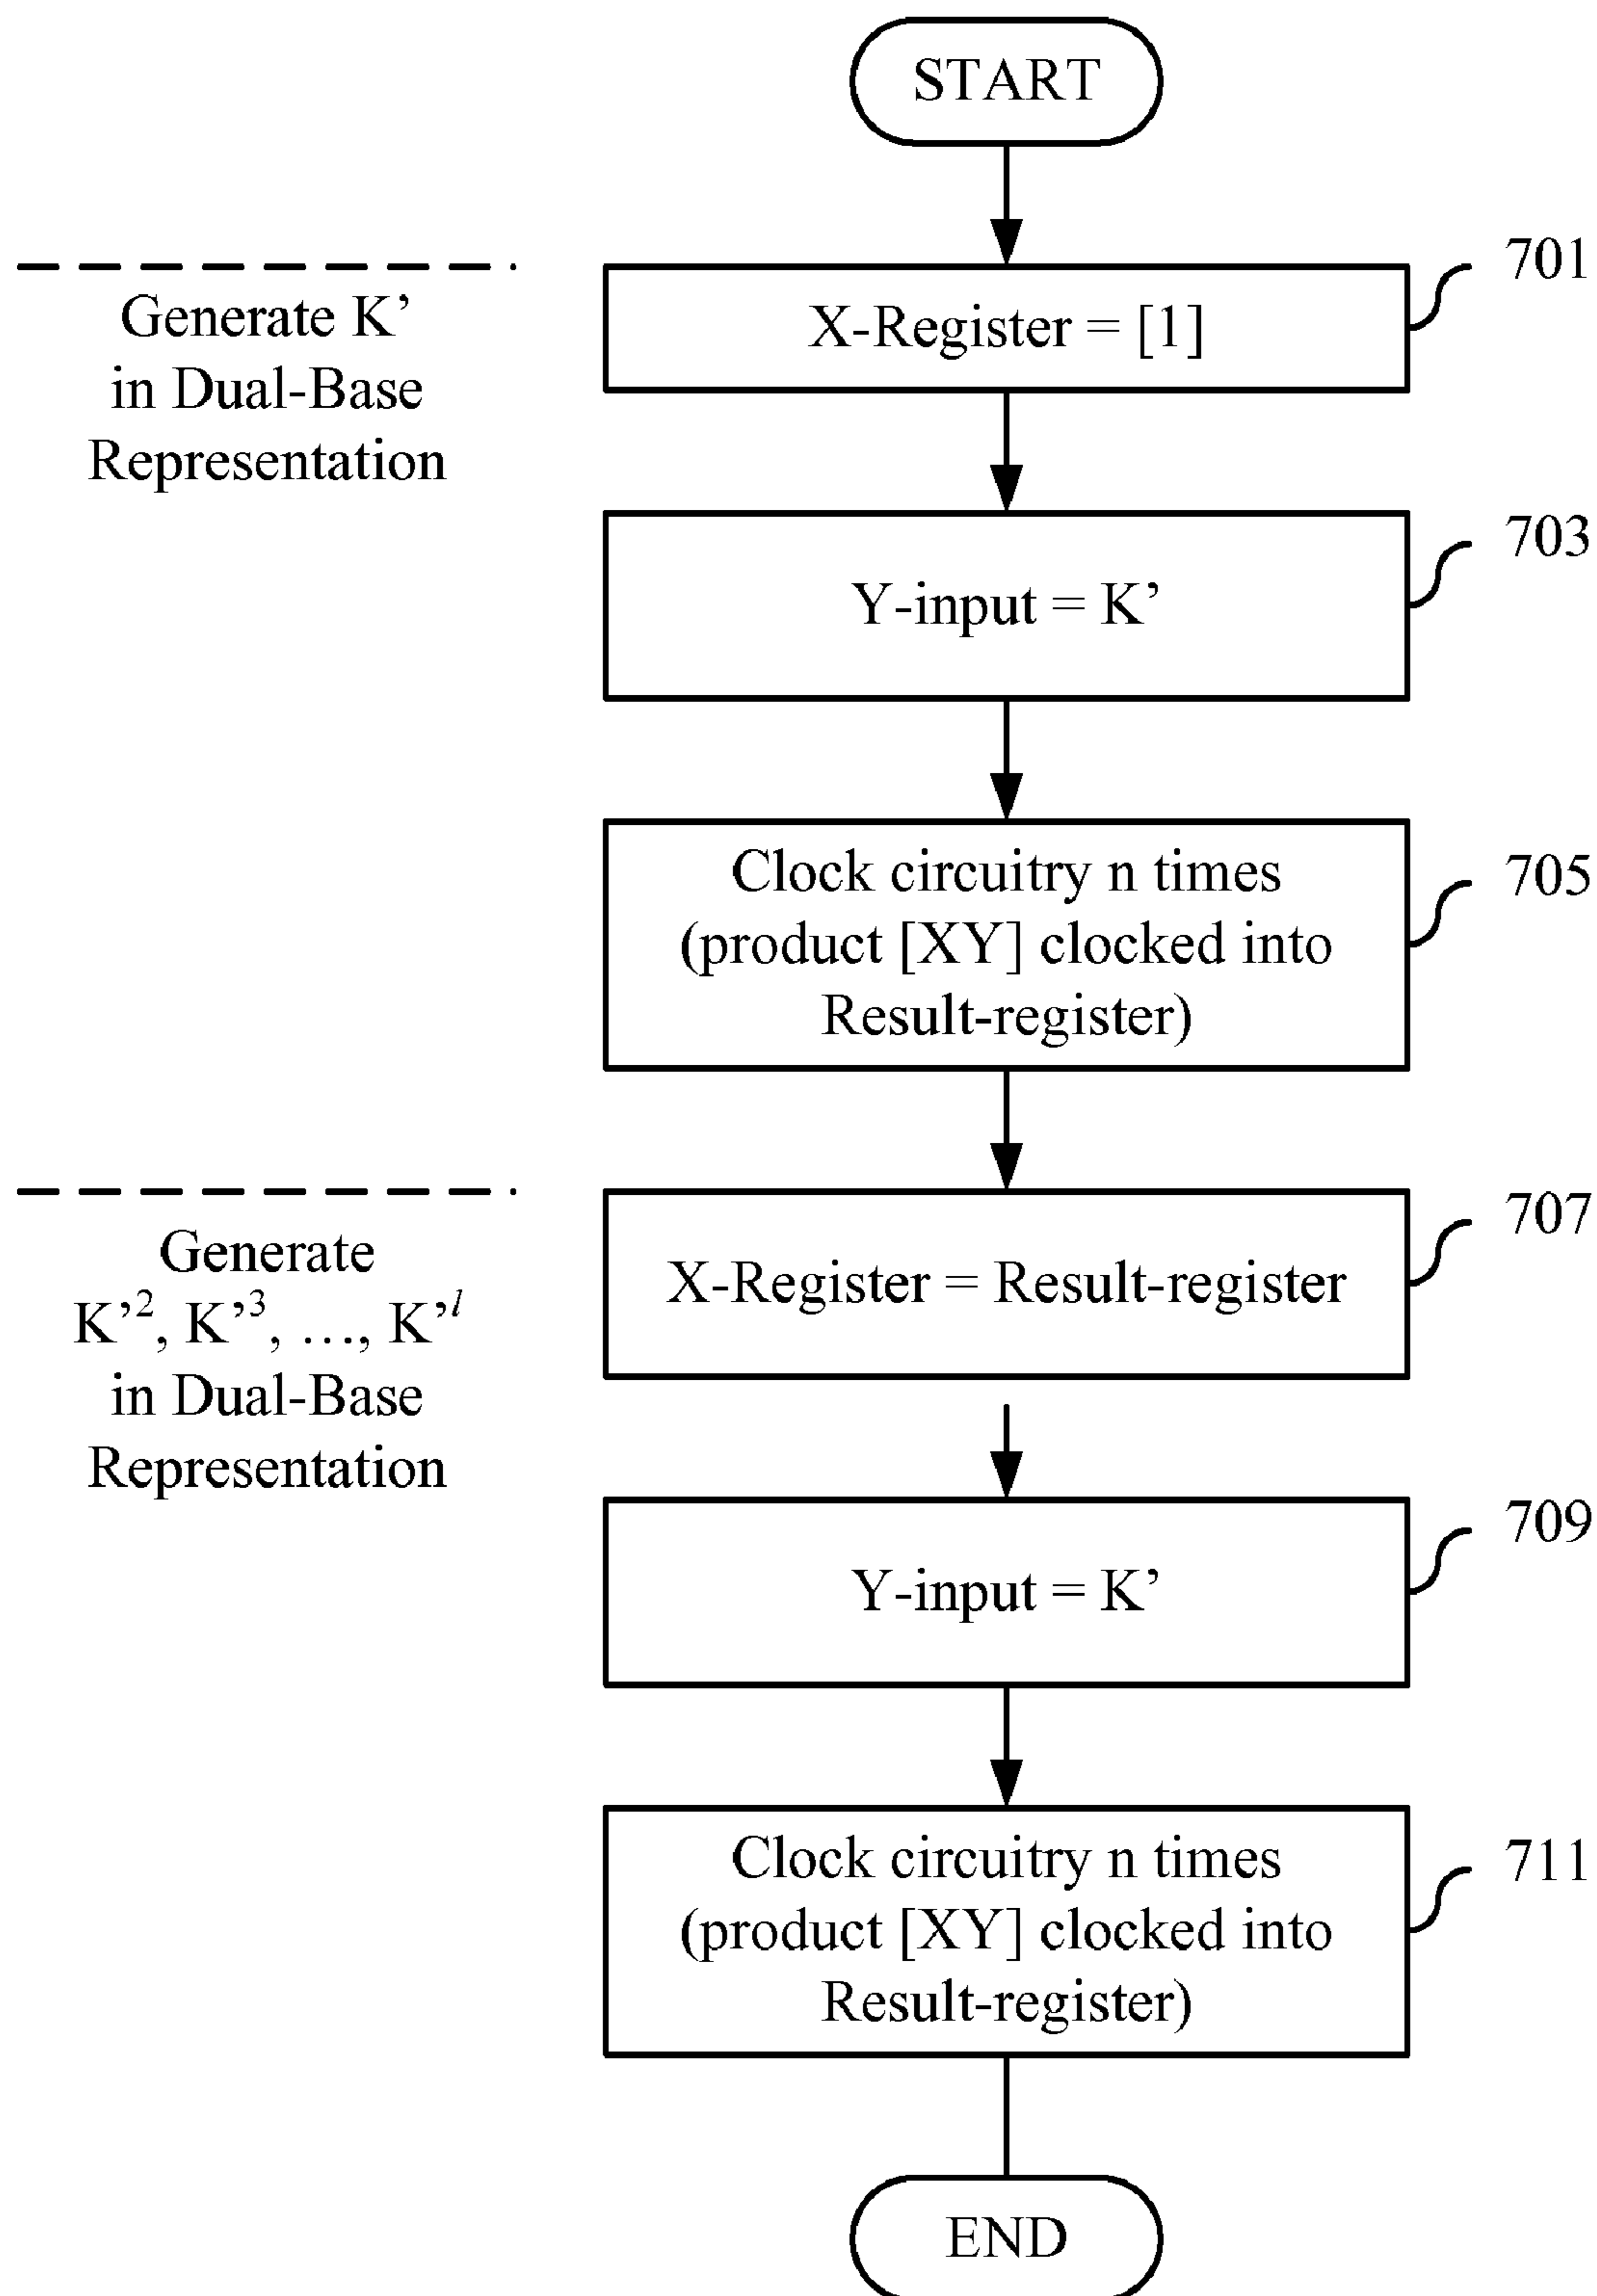 START
701
Generate K’
in Dual-Base
Representation
X-Register = [1]
703
Y-input = K’
705
Clock circuitry n times
(product [XY] clocked into
Result-register)
707
Generate
K’², K’³, …, K’ˡ
in Dual-Base
Representation
X-Register = Result-register
709
Y-input = K’
711
Clock circuitry n times
(product [XY] clocked into
Result-register)
END